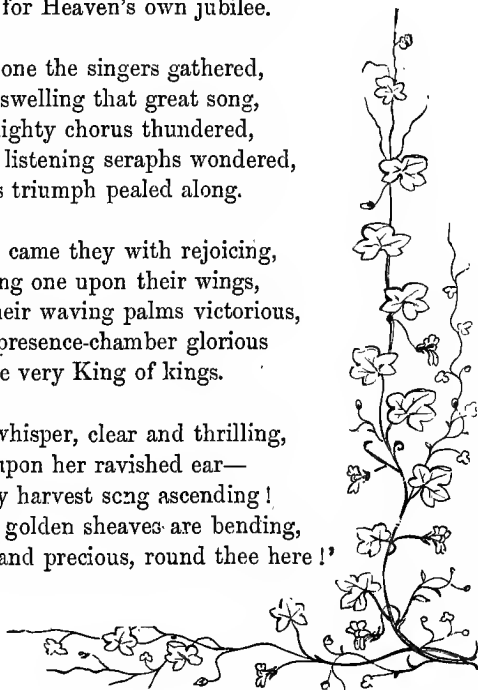 for Heaven's own jubilee.
one the singers gathered,
swelling that great song,
ighty chorus thundered,
listening seraphs wondered,
s triumph pealed along.
came they with rejoicing,
ng one upon their wings,
eir waving palms victorious,
presence-chamber glorious
e very King of kings.
whisper, clear and thrilling,
upon her ravished ear—
y harvest song ascending!
golden sheaves are bending,
and precious, round thee here!'